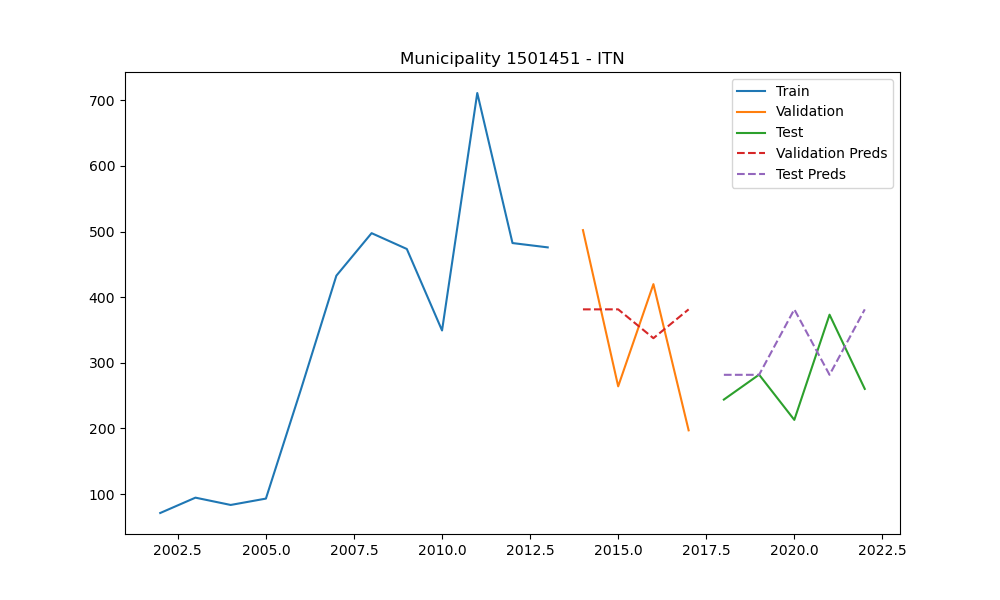 Municipality 1501451 - ITN
Train
Validation
Test
Validation Preds
Test Preds
700
600
500
400
300
200
100
2002.5 2005.0 2007.5 2010.0 2012.5 2015.0 2017.5 2020.0 2022.5